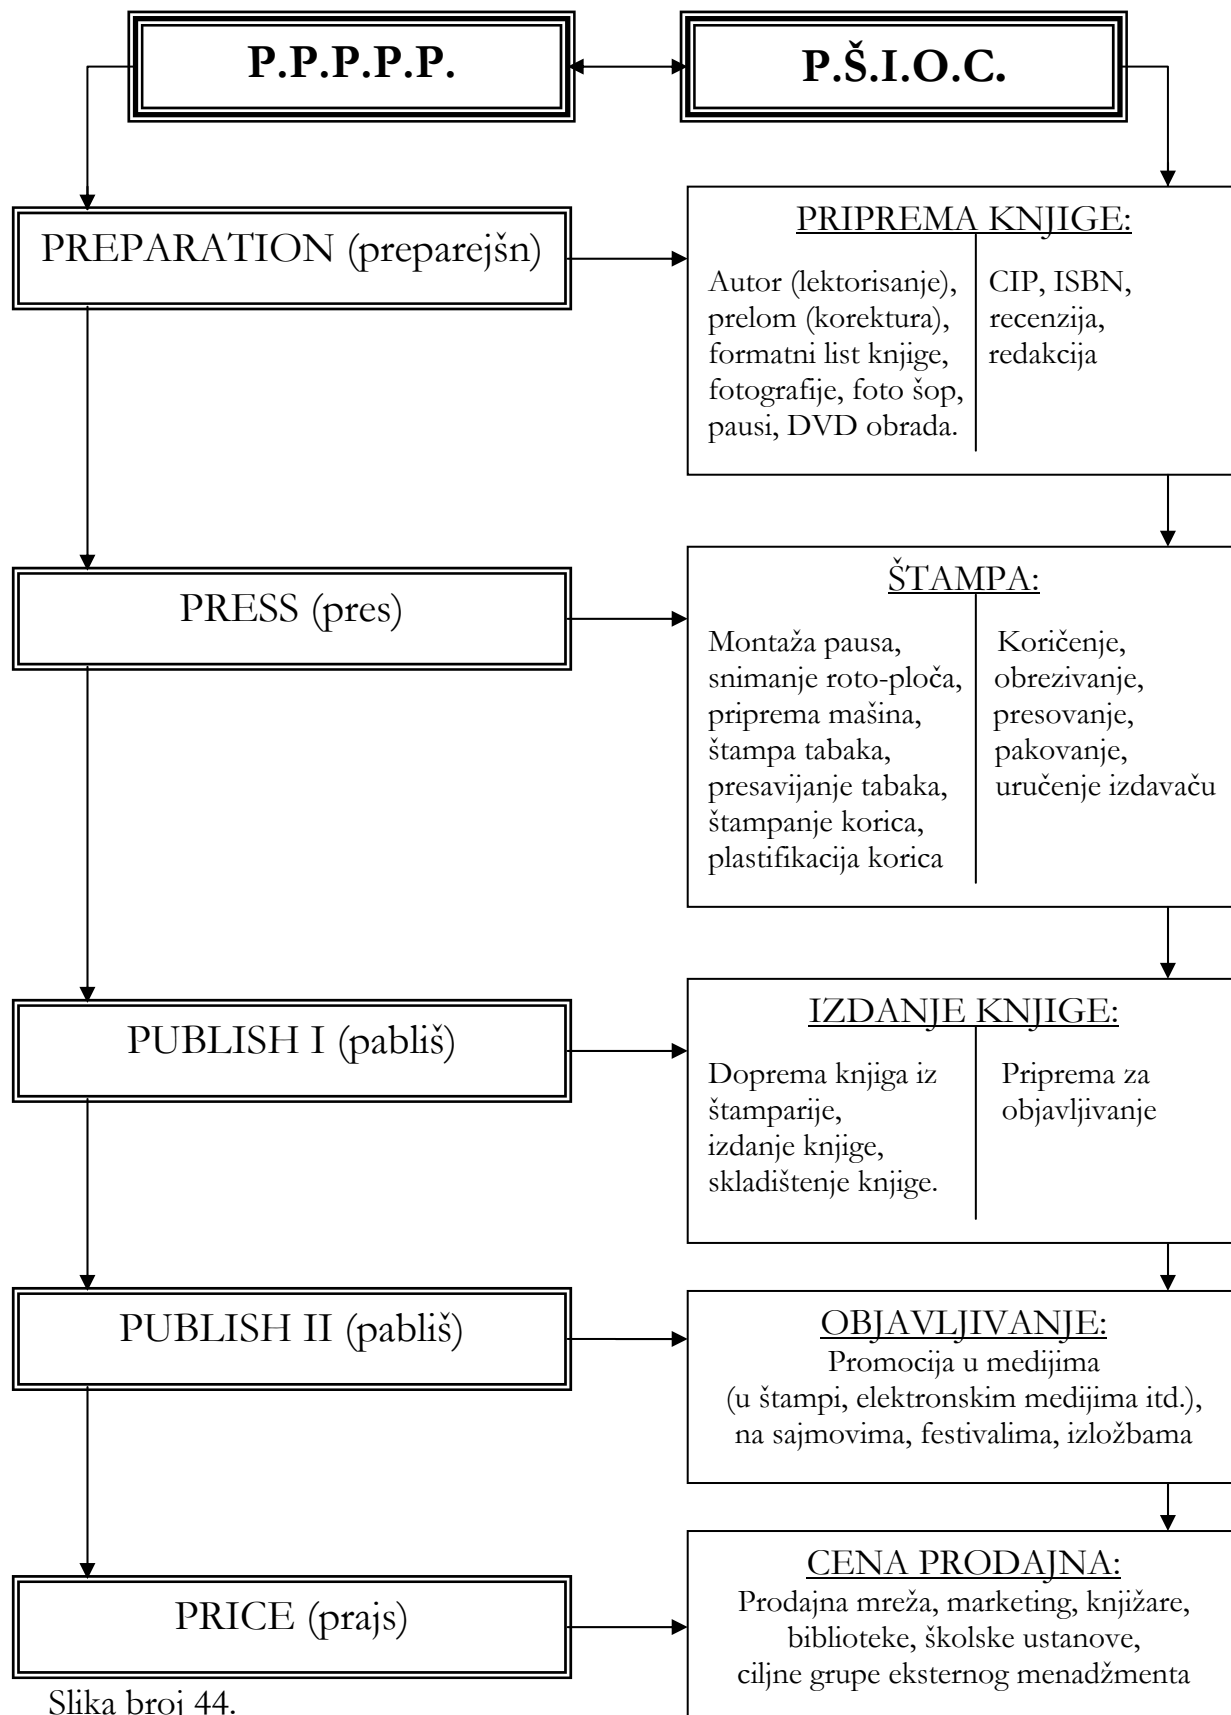 P.P.P.P.P.
P.Š.I.O.C.
PREPARATION (preparejšn)
PRIPREMA KNJIGE:
Autor (lektorisanje),
prelom (korektura),
formatni list knjige,
fotografije, foto šop,
pausi, DVD obrada.
CIP, ISBN,
recenzija,
redakcija
PRESS (pres)
ŠTAMPA:
Montaža pausa,
snimanje roto-ploča,
priprema mašina,
štampa tabaka,
presavijanje tabaka,
štampanje korica,
plastifikacija korica
Koričenje,
obrezivanje,
presovanje,
pakovanje,
uručenje izdavaču
PUBLISH I (pabliš)
IZDANJE KNJIGE:
Doprema knjiga iz
štamparije,
izdanje knjige,
skladištenje knjige.
Priprema za
objavljivanje
PUBLISH II (pabliš)
OBJAVLJIVANJE:
Promocija u medijima
(u štampi, elektronskim medijima itd.),
na sajmovima, festivalima, izložbama
PRICE (prajs)
CENA PRODAJNA:
Prodajna mreža, marketing, knjižare,
biblioteke, školske ustanove,
ciljne grupe eksternog menadžmenta
Slika broj 44.